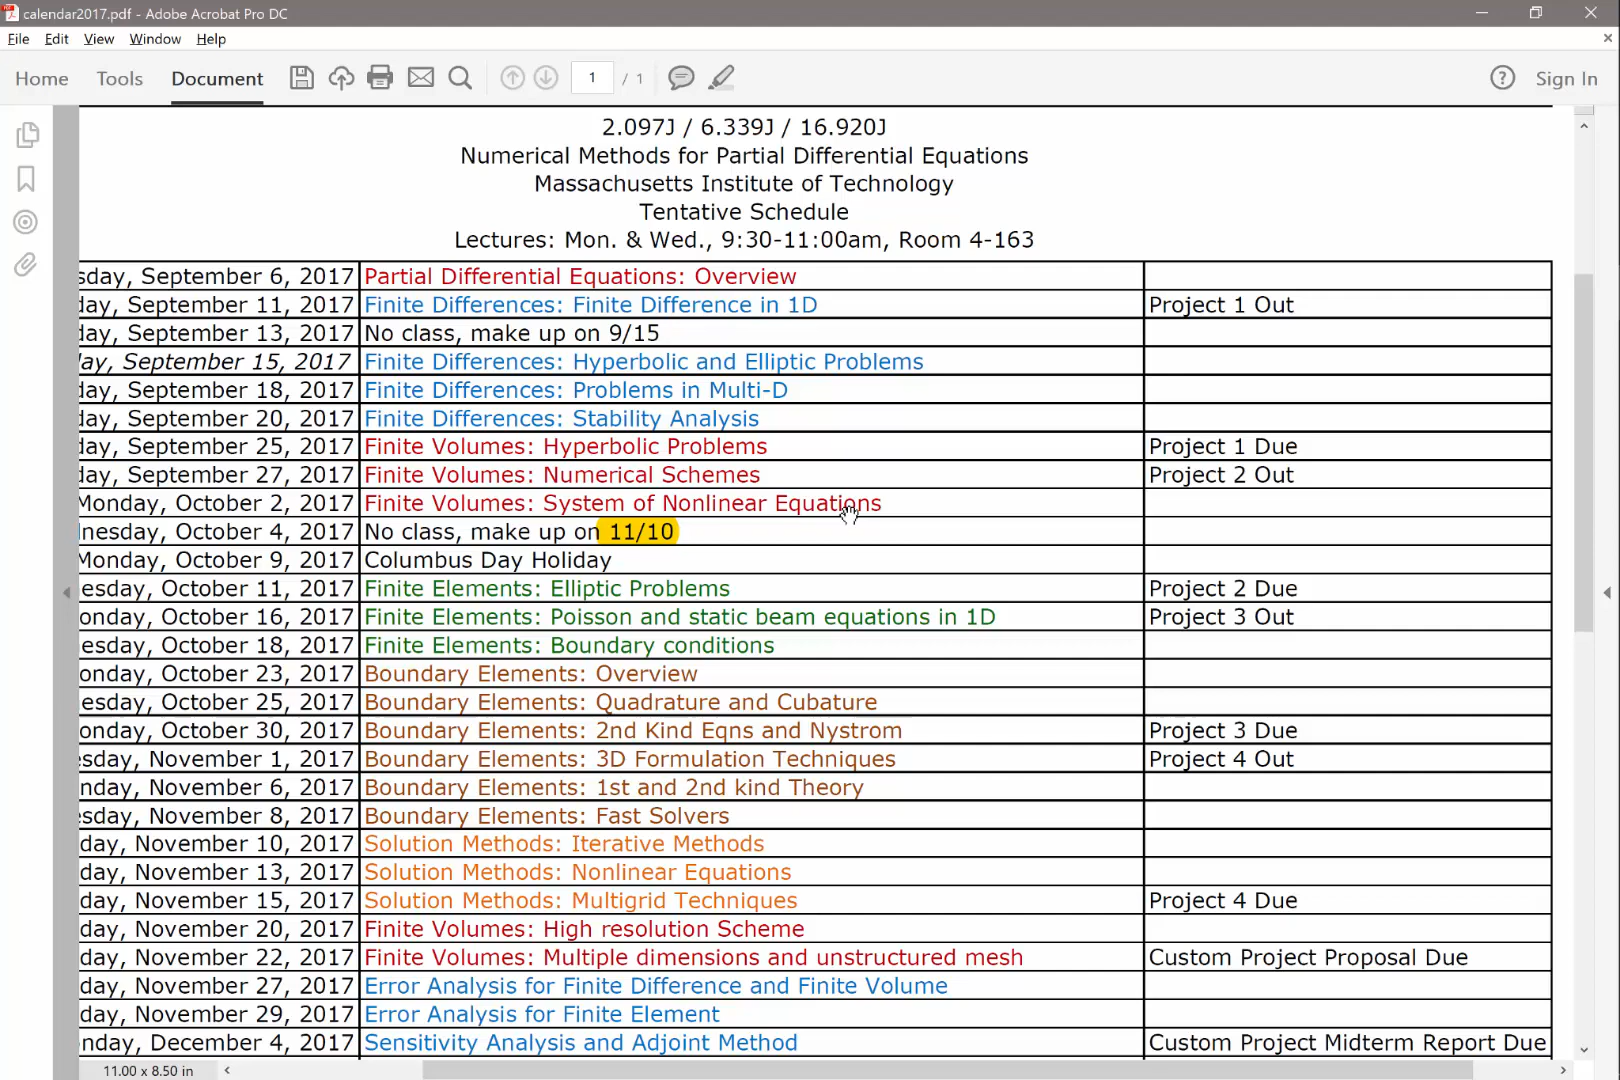 calendar2017.pdf - Adobe Acrobat Pro DC
File Edit View Window Help
Home Tools Document 1 / 1 Sign In
2.097J / 6.339J / 16.920J
Numerical Methods for Partial Differential Equations
Massachusetts Institute of Technology
Tentative Schedule
Lectures: Mon. & Wed., 9:30-11:00am, Room 4-163
sday, September 6, 2017 Partial Differential Equations: Overview
day, September 11, 2017 Finite Differences: Finite Difference in 1D Project 1 Out
day, September 13, 2017 No class, make up on 9/15
ay, September 15, 2017 Finite Differences: Hyperbolic and Elliptic Problems
day, September 18, 2017 Finite Differences: Problems in Multi-D
day, September 20, 2017 Finite Differences: Stability Analysis
day, September 25, 2017 Finite Volumes: Hyperbolic Problems Project 1 Due
day, September 27, 2017 Finite Volumes: Numerical Schemes Project 2 Out
Monday, October 2, 2017 Finite Volumes: System of Nonlinear Equations
nesday, October 4, 2017 No class, make up on 11/10
Monday, October 9, 2017 Columbus Day Holiday
esday, October 11, 2017 Finite Elements: Elliptic Problems Project 2 Due
onday, October 16, 2017 Finite Elements: Poisson and static beam equations in 1D Project 3 Out
esday, October 18, 2017 Finite Elements: Boundary conditions
onday, October 23, 2017 Boundary Elements: Overview
esday, October 25, 2017 Boundary Elements: Quadrature and Cubature
onday, October 30, 2017 Boundary Elements: 2nd Kind Eqns and Nystrom Project 3 Due
sday, November 1, 2017 Boundary Elements: 3D Formulation Techniques Project 4 Out
nday, November 6, 2017 Boundary Elements: 1st and 2nd kind Theory
sday, November 8, 2017 Boundary Elements: Fast Solvers
day, November 10, 2017 Solution Methods: Iterative Methods
day, November 13, 2017 Solution Methods: Nonlinear Equations
day, November 15, 2017 Solution Methods: Multigrid Techniques Project 4 Due
day, November 20, 2017 Finite Volumes: High resolution Scheme
day, November 22, 2017 Finite Volumes: Multiple dimensions and unstructured mesh Custom Project Proposal Due
day, November 27, 2017 Error Analysis for Finite Difference and Finite Volume
day, November 29, 2017 Error Analysis for Finite Element
nday, December 4, 2017 Sensitivity Analysis and Adjoint Method Custom Project Midterm Report Due
11.00 x 8.50 in